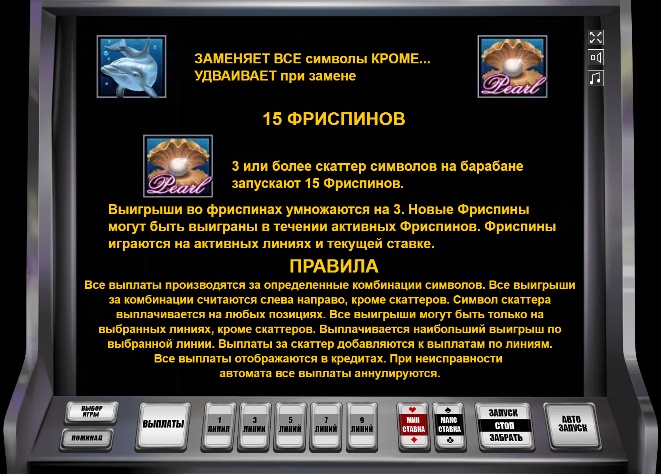 ЗАМЕНЯЕТ ВСЕ символы КРОМЕ...
УДВАИВАЕТ при замене
Pearl
15 ФРИСПИНОВ
Pearl
3 или более скаттер символов на барабане
запускают 15 Фриспинов.
Выигрыши во фриспинах умножаются на 3. Новые Фриспины
могут быть выиграны в течении активных Фриспинов. Фриспины
играются на активных линиях и текущей ставке.
ПРАВИЛА
Все выплаты производятся за определенные комбинации символов. Все выигрыши
за комбинации считаются слева направо, кроме скаттеров. Символ скаттера
выплачивается на любых позициях. Все выигрыши могут быть только на
выбранных линиях, кроме скаттеров. Выплачивается наибольший выигрыш по
выбранной линии. Выплаты за скаттер добавляются к выплатам по линиям.
Все выплаты отображаются в кредитах. При неисправности
автомата все выплаты аннулируются.
ВЫБОР
ИГРЫ
НОМИНАЛ
ВЫПЛАТЫ
1
ЛИНИЯ
3
ЛИНИИ
5
ЛИНИЙ
7
ЛИНИЙ
9
ЛИНИЙ
МИН
СТАВКА
МАКС
СТАВКА
ЗАПУСК
СТОП
ЗАБРАТЬ
АВТО
ЗАПУСК